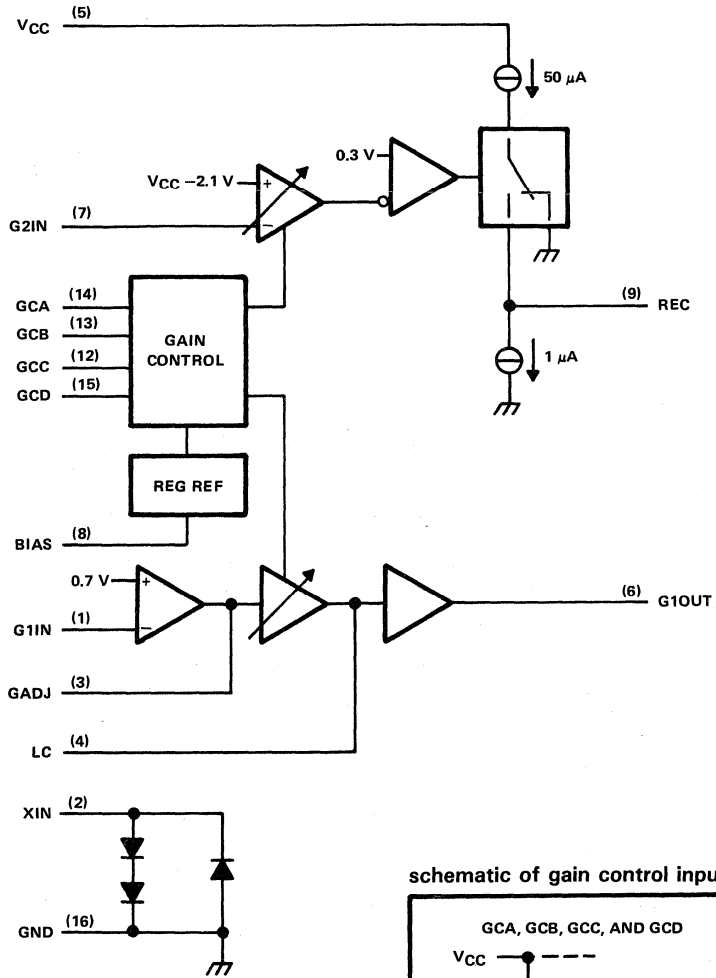 VCC (5)
50 μA
0.3 V
VCC −2.1 V
+
−
G2IN (7)
GCA (14)
GCB (13)
GCC (12)
GCD (15)
GAIN
CONTROL
(9) REC
1 μA
REG REF
BIAS (8)
0.7 V
+
−
G1IN (1)
(6) G1OUT
GADJ (3)
LC (4)
XIN (2)
GND (16)
schematic of gain control inpu
GCA, GCB, GCC, AND GCD
VCC